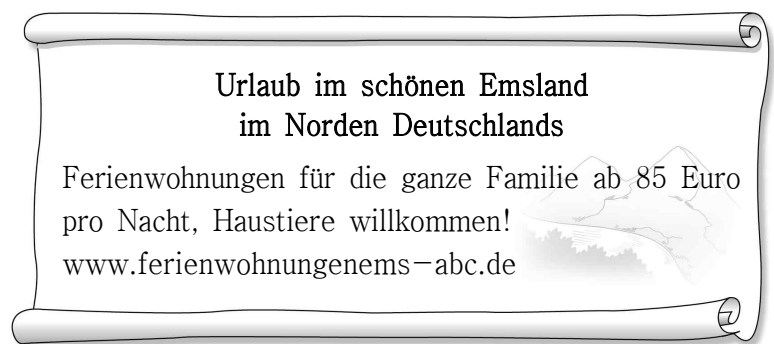 Urlaub im schönen Emsland
im Norden Deutschlands
Ferienwohnungen für die ganze Familie ab 85 Euro
pro Nacht, Haustiere willkommen!
www.ferienwohnungenems-abc.de